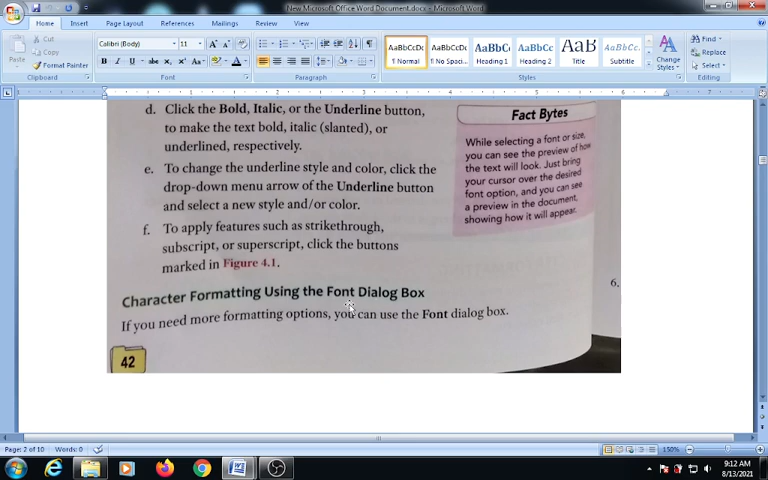 New Microsoft Office Word Document.docx - Microsoft Word
Home Insert Page Layout References Mailings Review View
Cut
Copy
Format Painter
Paste
Clipboard
Calibri (Body) 11
Font
Paragraph
AaBbCcDc AaBbCcDc AaBbC AaBbCc AaB AaBbCc.
¶ Normal ¶ No Spaci... Heading 1 Heading 2 Title Subtitle
Change Styles
Styles
Find
Replace
Select
Editing
d. Click the Bold, Italic, or the Underline button,
to make the text bold, italic (slanted), or
underlined, respectively.
e. To change the underline style and color, click the
drop-down menu arrow of the Underline button
and select a new style and/or color.
f. To apply features such as strikethrough,
subscript, or superscript, click the buttons
marked in Figure 4.1.
Fact Bytes
While selecting a font or size,
you can see the preview of how
the text will look. Just bring
your cursor over the desired
font option, and you can see
a preview in the document,
showing how it will appear.
6.
Character Formatting Using the Font Dialog Box
If you need more formatting options, you can use the Font dialog box.
42
Page: 2 of 10 Words: 0
150%
9:12 AM
8/13/2021